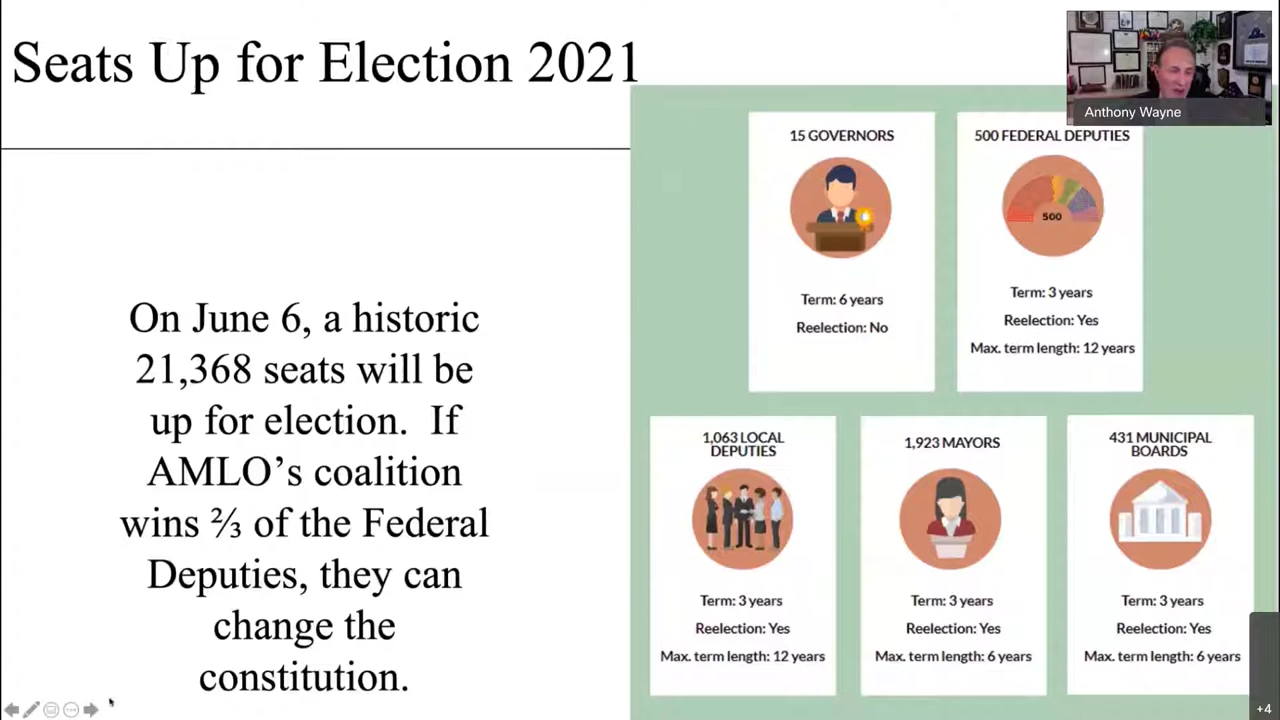 Seats Up for Election 2021
Anthony Wayne
On June 6, a historic
21,368 seats will be
up for election. If
AMLO’s coalition
wins ⅔ of the Federal
Deputies, they can
change the
constitution.
15 GOVERNORS
Term: 6 years
Reelection: No
500 FEDERAL DEPUTIES
500
Term: 3 years
Reelection: Yes
Max. term length: 12 years
1,063 LOCAL
DEPUTIES
Term: 3 years
Reelection: Yes
Max. term length: 12 years
1,923 MAYORS
Term: 3 years
Reelection: Yes
Max. term length: 6 years
431 MUNICIPAL
BOARDS
Term: 3 years
Reelection: Yes
Max. term length: 6 years
+4